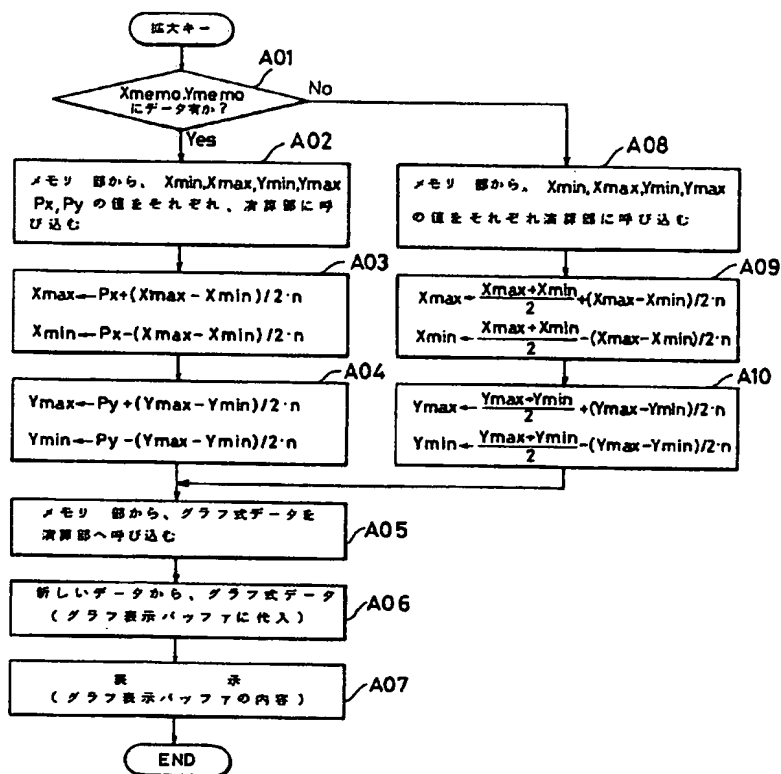 拡大キー
A01
Xmemo.Ymemo
にデータ有か?
No
Yes
A02
メモリ 部から、 Xmin,Xmax,Ymin,Ymax
Px,Py の値をそれぞれ、演算部に呼
び込む
A03
Xmax←Px+(Xmax-Xmin)/2·n
Xmin←Px-(Xmax-Xmin)/2·n
A04
Ymax←Py+(Ymax-Ymin)/2·n
Ymin←Py-(Ymax-Ymin)/2·n
A08
メモリ 部から。 Xmin,Xmax,Ymin,Ymax
の値をそれぞれ演算部に呼び込む
A09
Xmax←(Xmax+Xmin)/2+(Xmax-Xmin)/2·n
Xmin←(Xmax+Xmin)/2-(Xmax-Xmin)/2·n
A10
Ymax←(Ymax+Ymin)/2+(Ymax-Ymin)/2·n
Ymin←(Ymax+Ymin)/2-(Ymax-Ymin)/2·n
メモリ 部から、グラフ式データを
演算部へ呼び込む
A05
新しいデータから、グラフ式データ
(グラフ表示バッファに代入)
A06
表 示
(グラフ表示バッファの内容)
A07
END